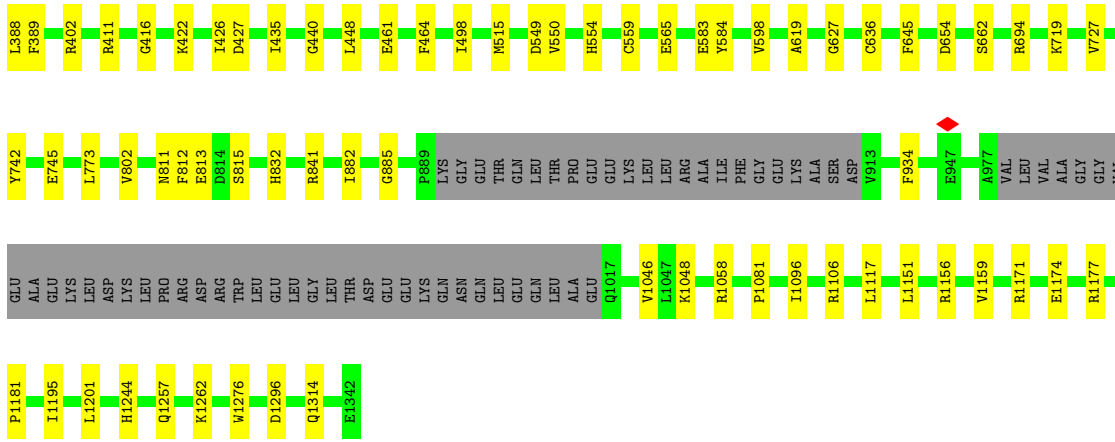 L388 F389 R402 R411 G416 K422 I426 D427 I435 G440 L448 E461 F464 I498 M515 D549 V550 H554 C559 E565 E583 Y584 V598 A619 G627 C636 F645 D654 S662 R694 K719 V727
Y742 E745 L773 V802 N811 F812 E813 D814 S815 H832 R841 I882 G885 P889 LYS GLY GLU THR GLN LEU THR PRO GLU GLU LYS LEU LEU ARG ALA ILE PHE GLY GLU LYS ALA SER ASP V913 F934 E947 A977 VAL LEU VAL ALA GLY GLY
GLU ALA GLU LYS LEU ASP LYS LEU PRO ARG ASP ARG TRP LEU GLU LEU GLY LEU THR ASP GLU GLU LYS GLN ASN GLN LEU GLU GLN LEU ALA GLU Q1017 V1046 L1047 K1048 R1058 P1081 I1096 R1106 L1117 L1151 R1156 V1159 R1171 E1174 R1177
P1181 I1195 L1201 H1244 Q1257 K1262 W1276 D1296 Q1314 E1342